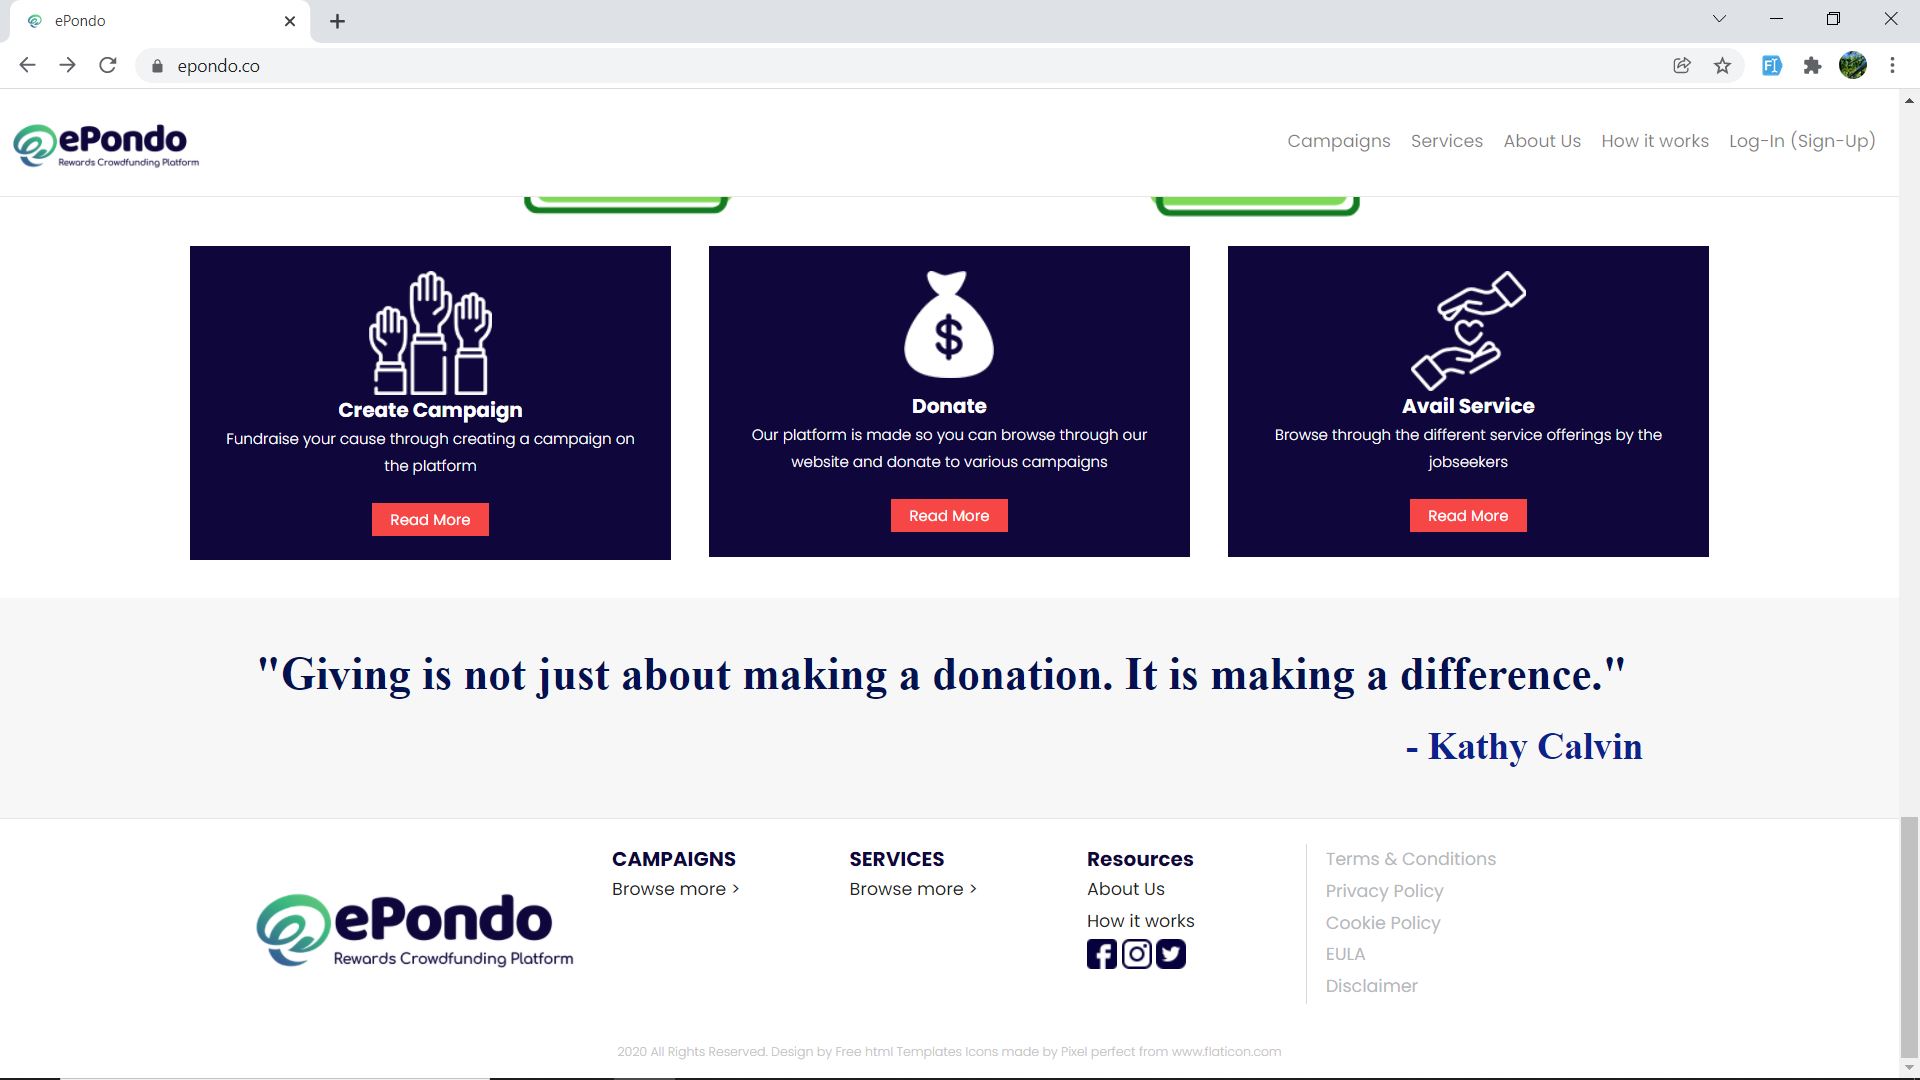 ePondo
epondo.co
ePondo
Rewards Crowdfunding Platform
Campaigns
Services
About Us
How it works
Log-In (Sign-Up)
$
Create Campaign
Fundraise your cause through creating a campaign on
the platform
Read More
Donate
Our platform is made so you can browse through our
website and donate to various campaigns
Read More
Avail Service
Browse through the different service offerings by the
jobseekers
Read More
"Giving is not just about making a donation. It is making a difference."
- Kathy Calvin
ePondo
Rewards Crowdfunding Platform
CAMPAIGNS
Browse more >
SERVICES
Browse more >
Resources
About Us
How it works
Terms & Conditions
Privacy Policy
Cookie Policy
EULA
Disclaimer
2020 All Rights Reserved. Design by Free html Templates Icons made by Pixel perfect from www.flaticon.com